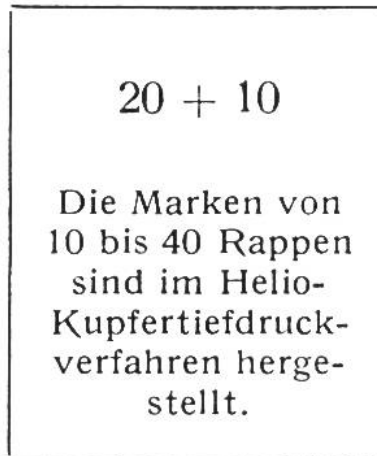 20 + 10
Die Marken von
10 bis 40 Rappen
sind im Helio-
Kupfertiefdruck-
verfahren herge-
stellt.